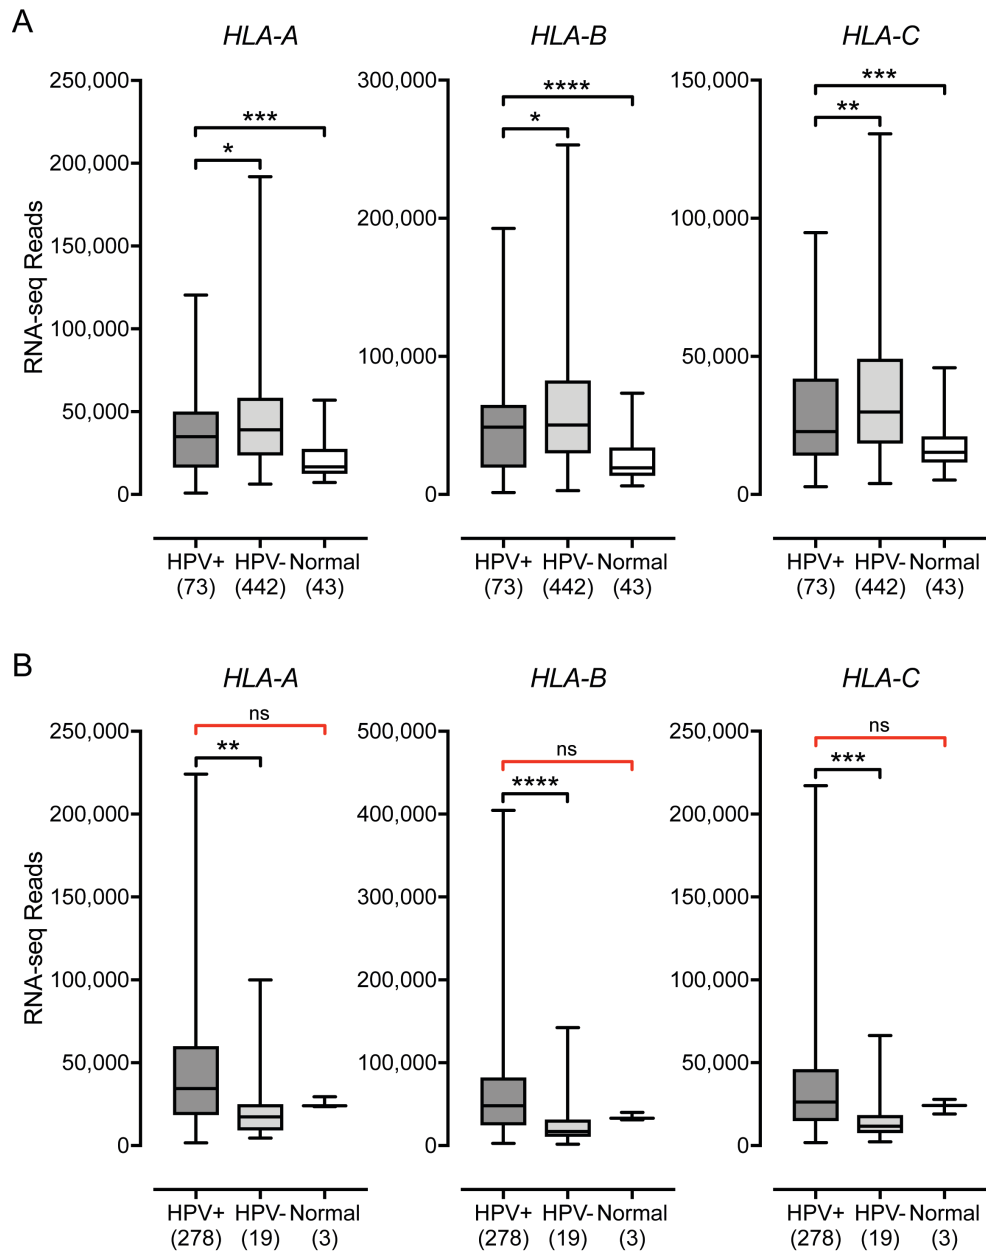 A
HLA-A HLA-B HLA-C
250,000 300,000 150,000
*** **** ***
* * **
200,000
200,000 100,000
150,000
RNA-seq Reads
100,000 100,000 50,000
50,000
0 0 0
HPV+ HPV- Normal HPV+ HPV- Normal HPV+ HPV- Normal
(73) (442) (43) (73) (442) (43) (73) (442) (43)
B
HLA-A HLA-B HLA-C
250,000 500,000 250,000
ns ns ns
** **** ***
200,000 400,000 200,000
150,000 300,000 150,000
RNA-seq Reads
100,000 200,000 100,000
50,000 100,000 50,000
0 0 0
HPV+ HPV- Normal HPV+ HPV- Normal HPV+ HPV- Normal
(278) (19) (3) (278) (19) (3) (278) (19) (3)